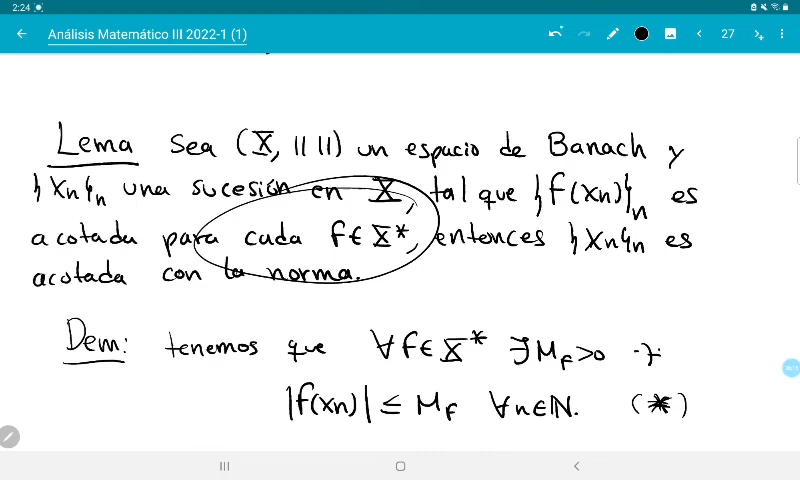 2:24
Análisis Matemático III 2022-1 (1)
27
Lema Sea (X, || ||) un espacio de Banach y
{Xn}n una sucesión en X, tal que {f(Xn)}n es
acotada para cada f∈X*, entonces {Xn}n es
acotada con la norma.
Dem: tenemos que ∀f∈X* ∃Mf>0 ·}·
|f(xn)| ≤ Mf ∀n∈ℕ. (*)